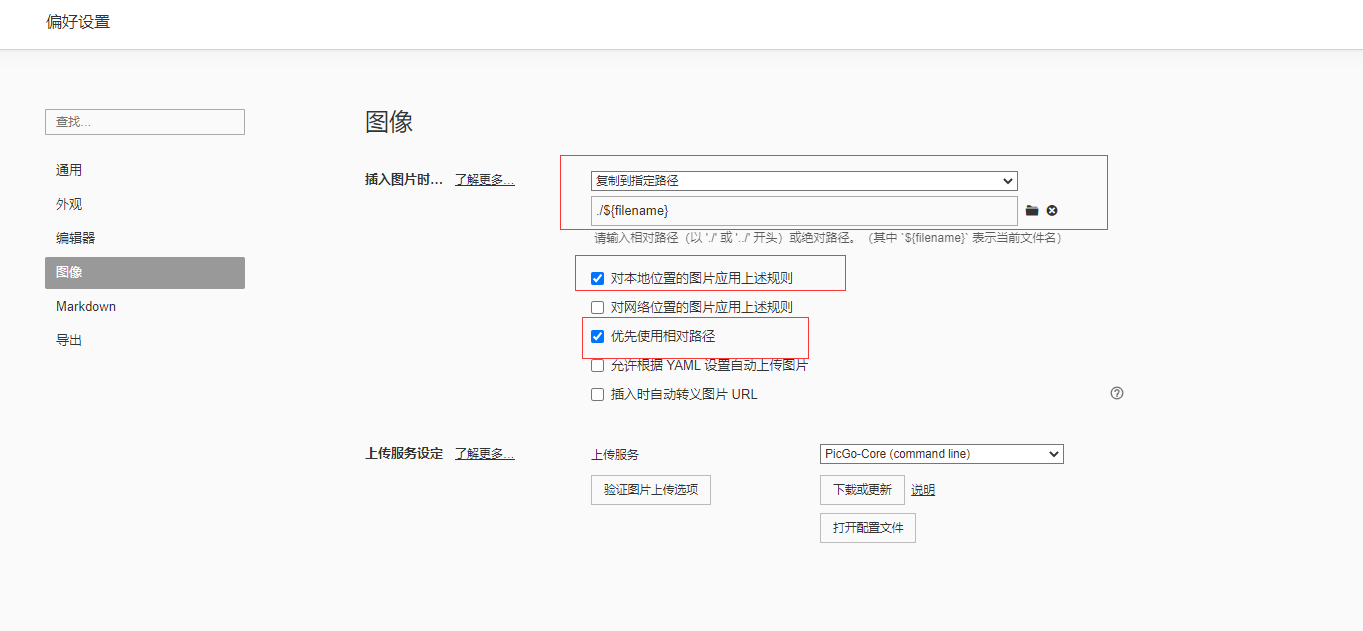 偏好设置
查找...
通用
外观
编辑器
图像
Markdown
导出
图像
插入图片时... 了解更多...
复制到指定路径
./${filename}
请输入相对路径（以 './' 或 '../' 开头）或绝对路径。（其中 `${filename}` 表示当前文件名）
对本地位置的图片应用上述规则
对网络位置的图片应用上述规则
优先使用相对路径
允许根据 YAML 设置自动上传图片
插入时自动转义图片 URL
上传服务设定 了解更多...
上传服务 PicGo-Core (command line)
验证图片上传选项 下载或更新 说明
打开配置文件